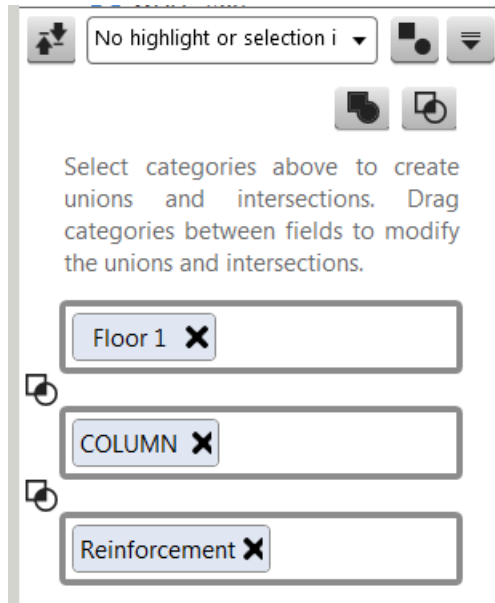 No highlight or selection i
Select categories above to create
unions and intersections. Drag
categories between fields to modify
the unions and intersections.
Floor 1
COLUMN
Reinforcement